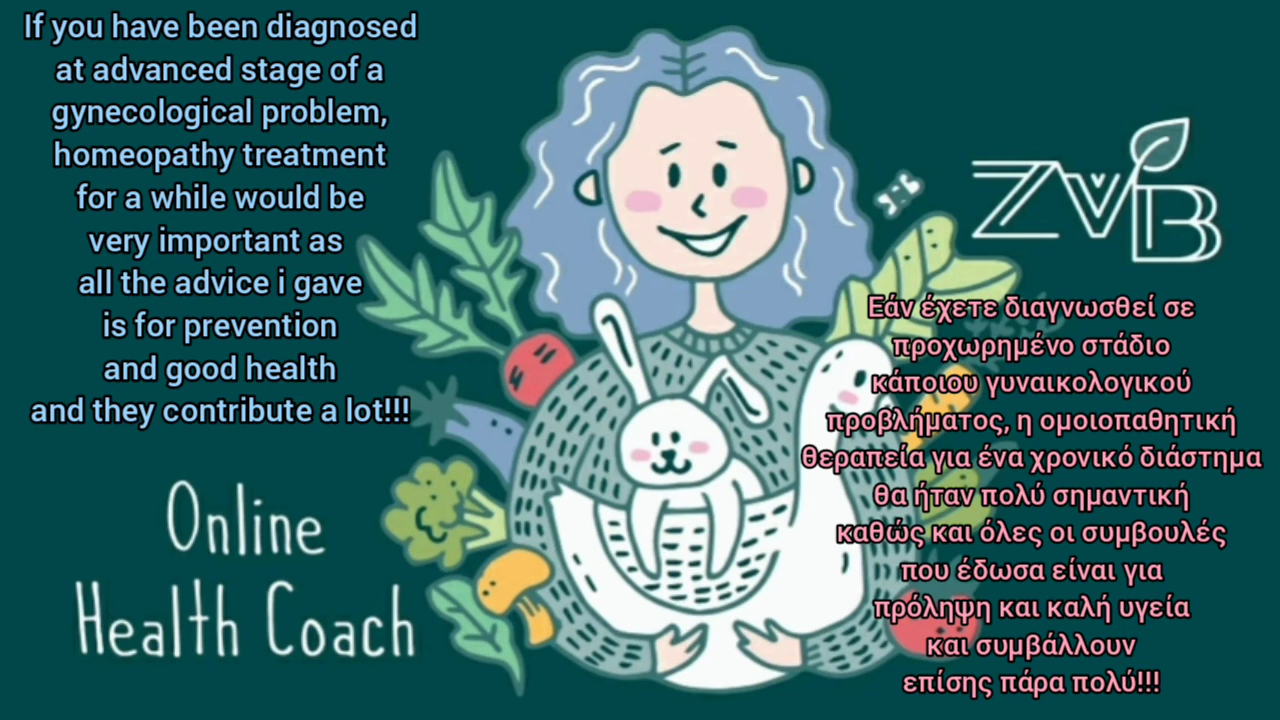 If you have been diagnosed
at advanced stage of a
gynecological problem,
homeopathy treatment
for a while would be
very important as
all the advice i gave
is for prevention
and good health
and they contribute a lot!!!
Online
Health Coach
ZvB
Εάν έχετε διαγνωσθεί σε
προχωρημένο στάδιο
κάποιου γυναικολογικού
προβλήματος, η ομοιοπαθητική
θεραπεία για ένα χρονικό διάστημα
θα ήταν πολύ σημαντική
καθώς και όλες οι συμβουλές
που έδωσα είναι για
πρόληψη και καλή υγεία
και συμβάλλουν
επίσης πάρα πολύ!!!